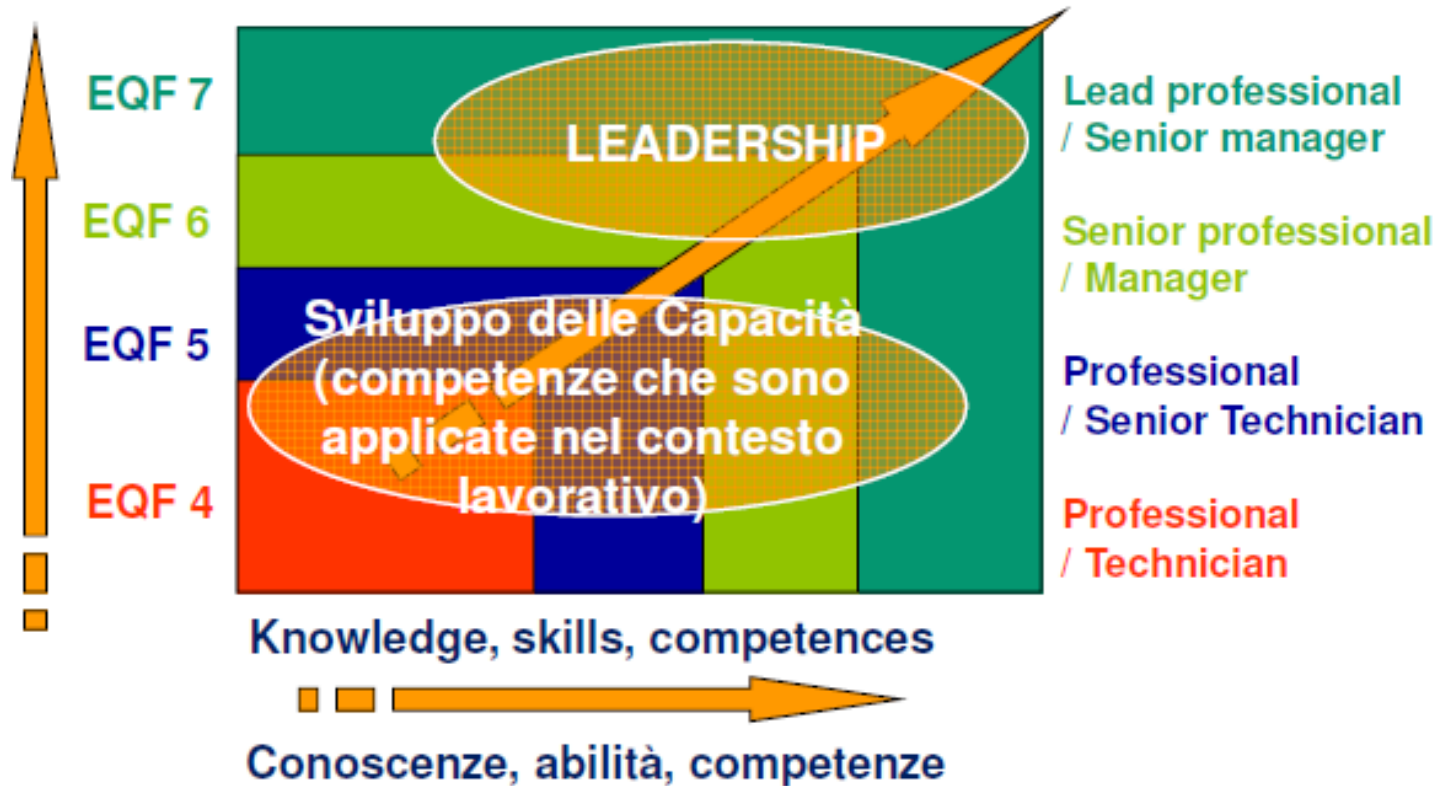 EQF 7
EQF 6
EQF 5
EQF 4
LEADERSHIP
Sviluppo delle Capacità
(competenze che sono
applicate nel contesto
lavorativo)
Lead professional
/ Senior manager
Senior professional
/ Manager
Professional
/ Senior Technician
Professional
/ Technician
Knowledge, skills, competences
Conoscenze, abilità, competenze